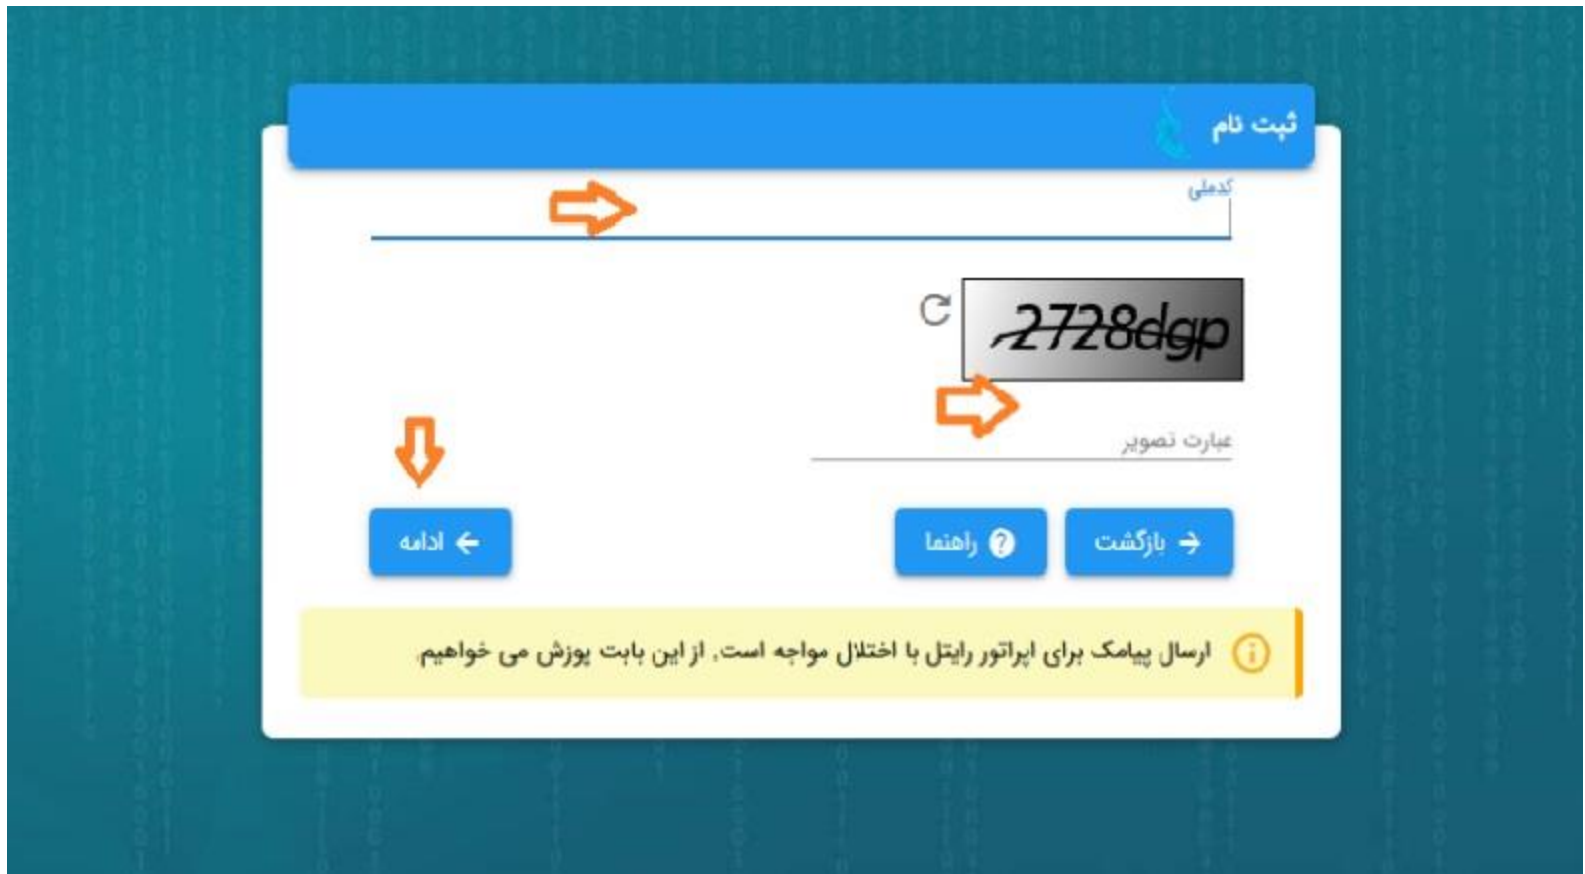 ثبت نام
کدملی
2728dgp
عبارت تصویر
بازگشت
راهنما
ادامه
ارسال پیامک برای اپراتور رایتل با اختلال مواجه است, از این بابت پوزش می خواهیم.